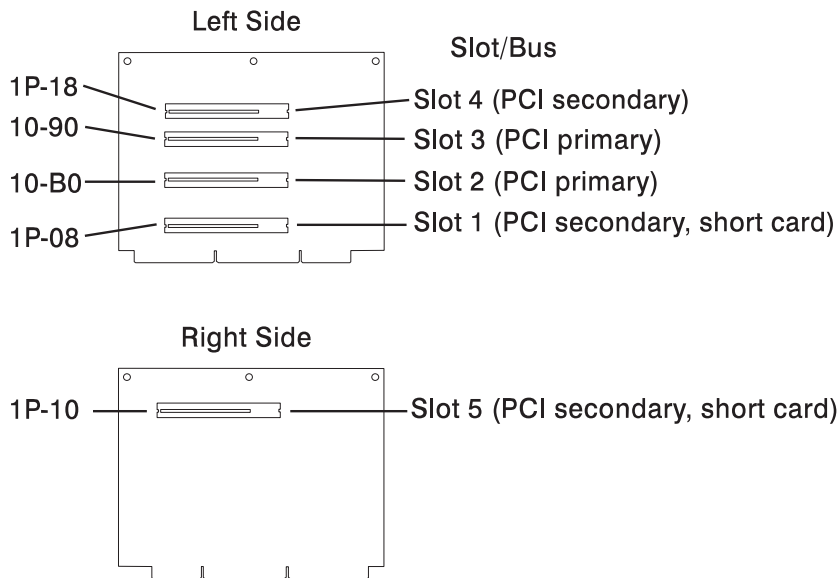 Left Side
Slot/Bus
1P-18
Slot 4 (PCI secondary)
10-90
Slot 3 (PCI primary)
10-B0
Slot 2 (PCI primary)
1P-08
Slot 1 (PCI secondary, short card)
Right Side
1P-10
Slot 5 (PCI secondary, short card)